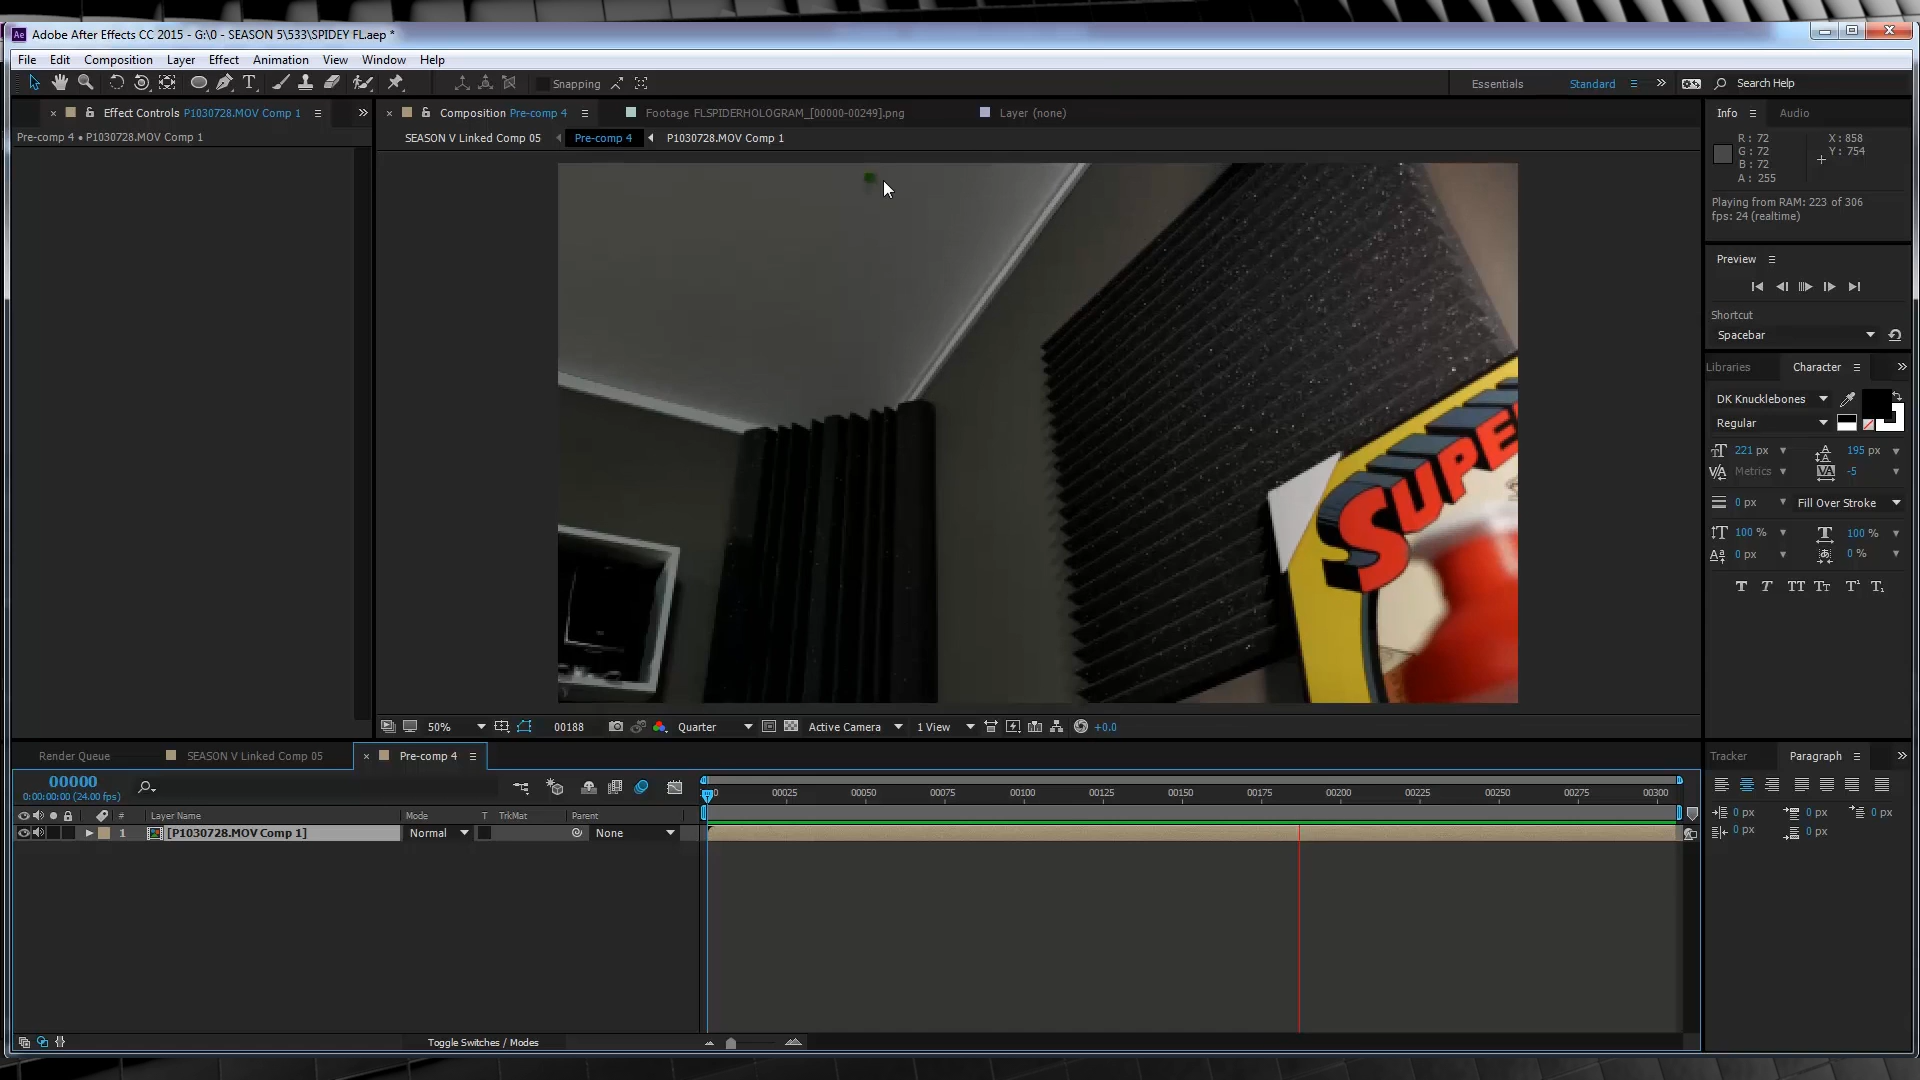 Adobe After Effects CC 2015 - G:\0 - SEASON 5\533\SPIDEY FL.aep *
File Edit Composition Layer Effect Animation View Window Help
Snapping
Essentials Standard Search Help
Effect Controls P1030728.MOV Comp 1
Composition Pre-comp 4
Footage FLSPIDERHOLOGRAM_[00000-00249].png
Layer (none)
Pre-comp 4 • P1030728.MOV Comp 1
SEASON V Linked Comp 05 Pre-comp 4 P1030728.MOV Comp 1
Info Audio
R : 72 X : 858
G : 72 Y : 754
B : 72
A : 255
Playing from RAM: 223 of 306
fps: 24 (realtime)
Preview
Shortcut
Spacebar
Libraries Character
DK Knucklebones
Regular
221 px 195 px
Metrics -5
0 px Fill Over Stroke
100 % 100 %
0 px 0 %
T T TT Tt T¹ T₁
SUPE
50% 00188 Quarter Active Camera 1 View +0.0
Render Queue SEASON V Linked Comp 05 Pre-comp 4
Tracker Paragraph
00000
0:00:00:00 (24.00 fps)
00025 00050 00075 00100 00125 00150 00175 00200 00225 00250 00275 00300
# Layer Name Mode T TrkMat Parent
1 [P1030728.MOV Comp 1] Normal None
0 px 0 px 0 px
0 px 0 px
Toggle Switches / Modes